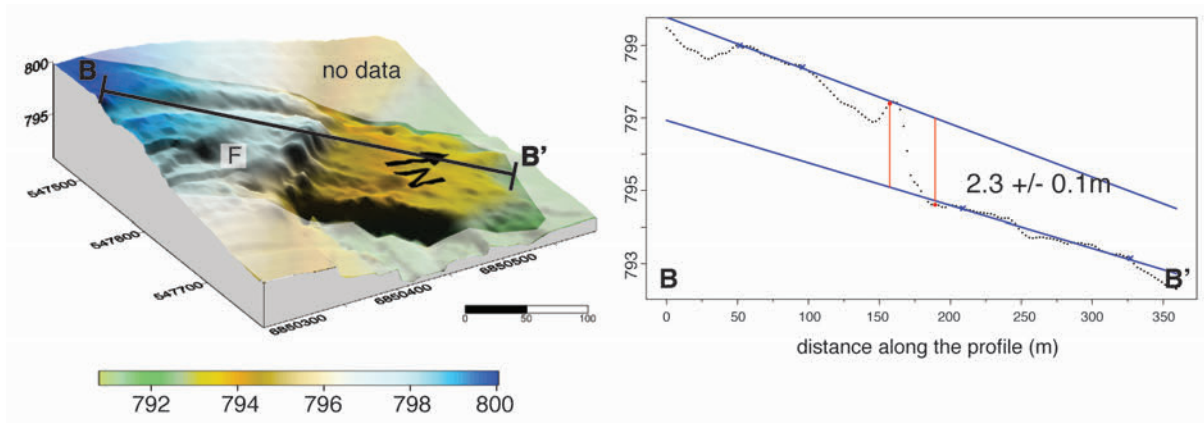 no data
B
800
795
F
N
B'
547500
547600
547700
6850300
6850400
6850500
0 50 100
792 794 796 798 800
799
797
795
793
2.3 +/- 0.1m
B B'
0 50 100 150 200 250 300 350
distance along the profile (m)